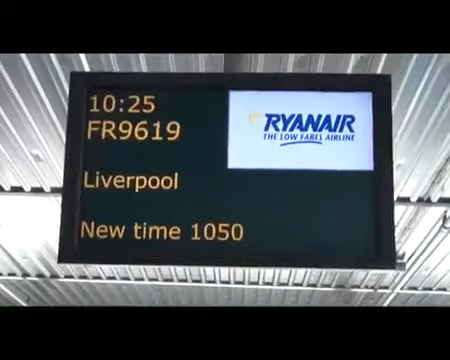 10:25
FR9619
RYANAIR
THE LOW FARES AIRLINE
Liverpool
New time 1050